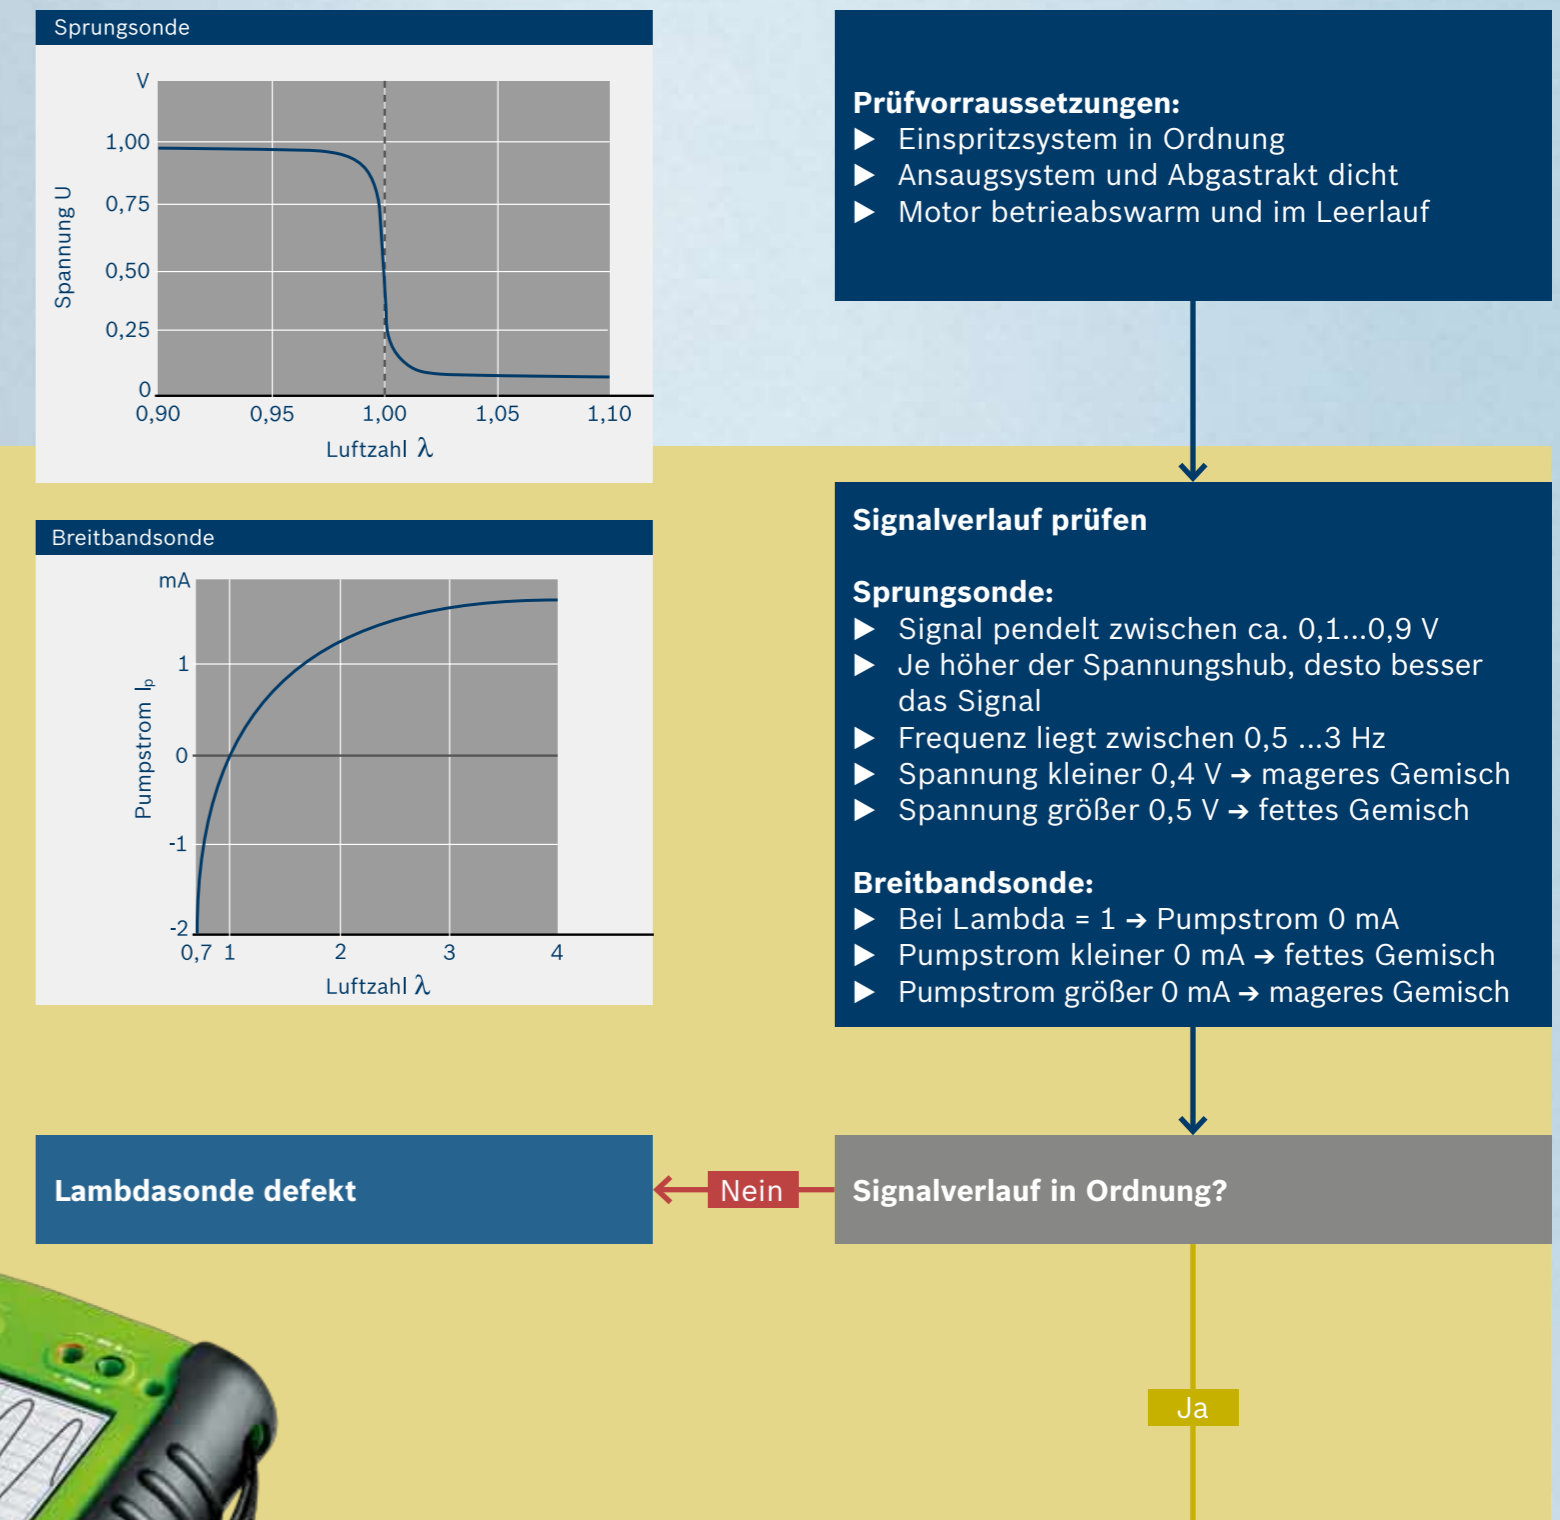 Sprungsonde
V
1,00
0,75
0,50
0,25
0
Spannung U
0,90 0,95 1,00 1,05 1,10
Luftzahl λ
Breitbandsonde
mA
1
0
-1
-2
Pumpstrom Iₚ
0,7 1 2 3 4
Luftzahl λ
Prüfvorraussetzungen:
▶ Einspritzsystem in Ordnung
▶ Ansaugsystem und Abgastrakt dicht
▶ Motor betrieabswarm und im Leerlauf
Signalverlauf prüfen
Sprungsonde:
▶ Signal pendelt zwischen ca. 0,1...0,9 V
▶ Je höher der Spannungshub, desto besser
das Signal
▶ Frequenz liegt zwischen 0,5 ...3 Hz
▶ Spannung kleiner 0,4 V → mageres Gemisch
▶ Spannung größer 0,5 V → fettes Gemisch
Breitbandsonde:
▶ Bei Lambda = 1 → Pumpstrom 0 mA
▶ Pumpstrom kleiner 0 mA → fettes Gemisch
▶ Pumpstrom größer 0 mA → mageres Gemisch
Lambdasonde defekt
Nein
Signalverlauf in Ordnung?
Ja